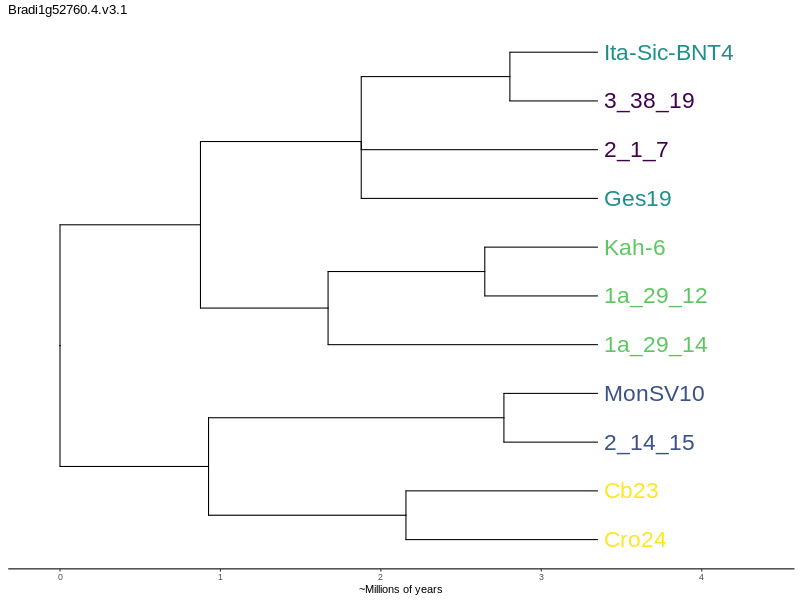 Bradi1g52760.4.v3.1
Ita-Sic-BNT4
3_38_19
2_1_7
Ges19
Kah-6
1a_29_12
1a_29_14
MonSV10
2_14_15
Cb23
Cro24
0 1 2 3 4
~Millions of years